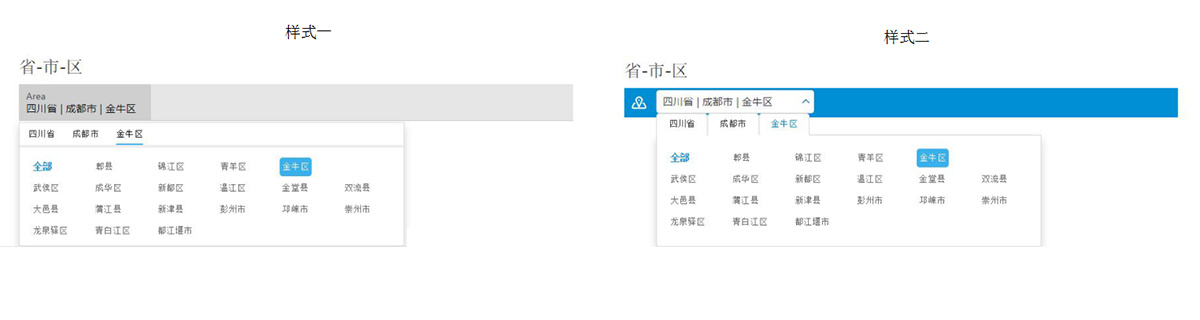 样式一
省-市-区
Area
四川省 | 成都市 | 金牛区
四川省 成都市 金牛区
全部 郫县 锦江区 青羊区 金牛区
武侯区 成华区 新都区 温江区 金堂县 双流县
大邑县 蒲江县 新津县 彭州市 邛崃市 崇州市
龙泉驿区 青白江区 都江堰市
样式二
省-市-区
四川省 | 成都市 | 金牛区
四川省 成都市 金牛区
全部 郫县 锦江区 青羊区 金牛区
武侯区 成华区 新都区 温江区 金堂县 双流县
大邑县 蒲江县 新津县 彭州市 邛崃市 崇州市
龙泉驿区 青白江区 都江堰市